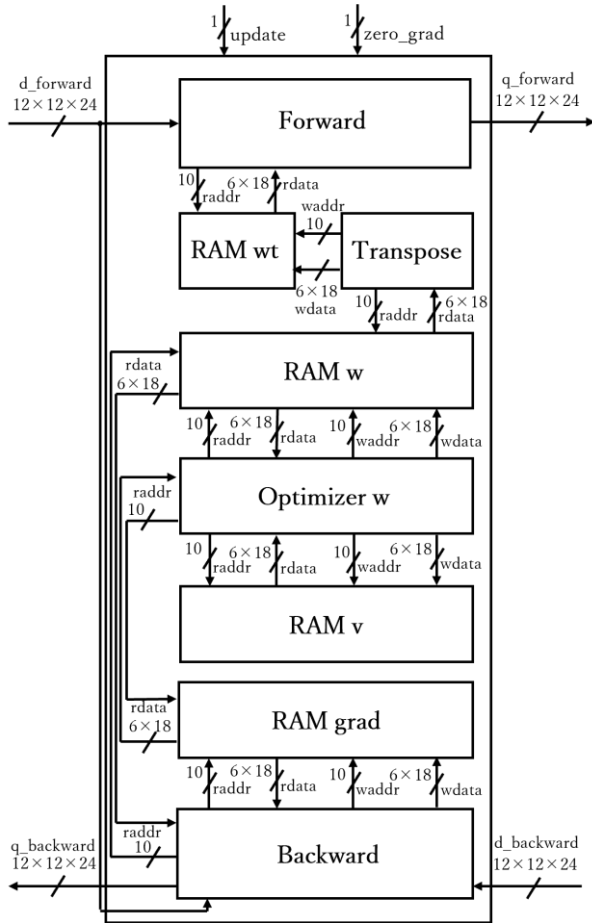 1
update
1
zero_grad
d_forward
12×12×24
Forward
q_forward
12×12×24
10
raddr
6×18
rdata
RAM wt
waddr
10
6×18
wdata
Transpose
10
raddr
6×18
rdata
rdata
6×18
RAM w
10
raddr
6×18
rdata
10
waddr
6×18
wdata
raddr
10
Optimizer w
10
raddr
6×18
rdata
10
waddr
6×18
wdata
RAM v
rdata
6×18
RAM grad
10
raddr
6×18
rdata
10
waddr
6×18
wdata
raddr
10
Backward
q_backward
12×12×24
d_backward
12×12×24